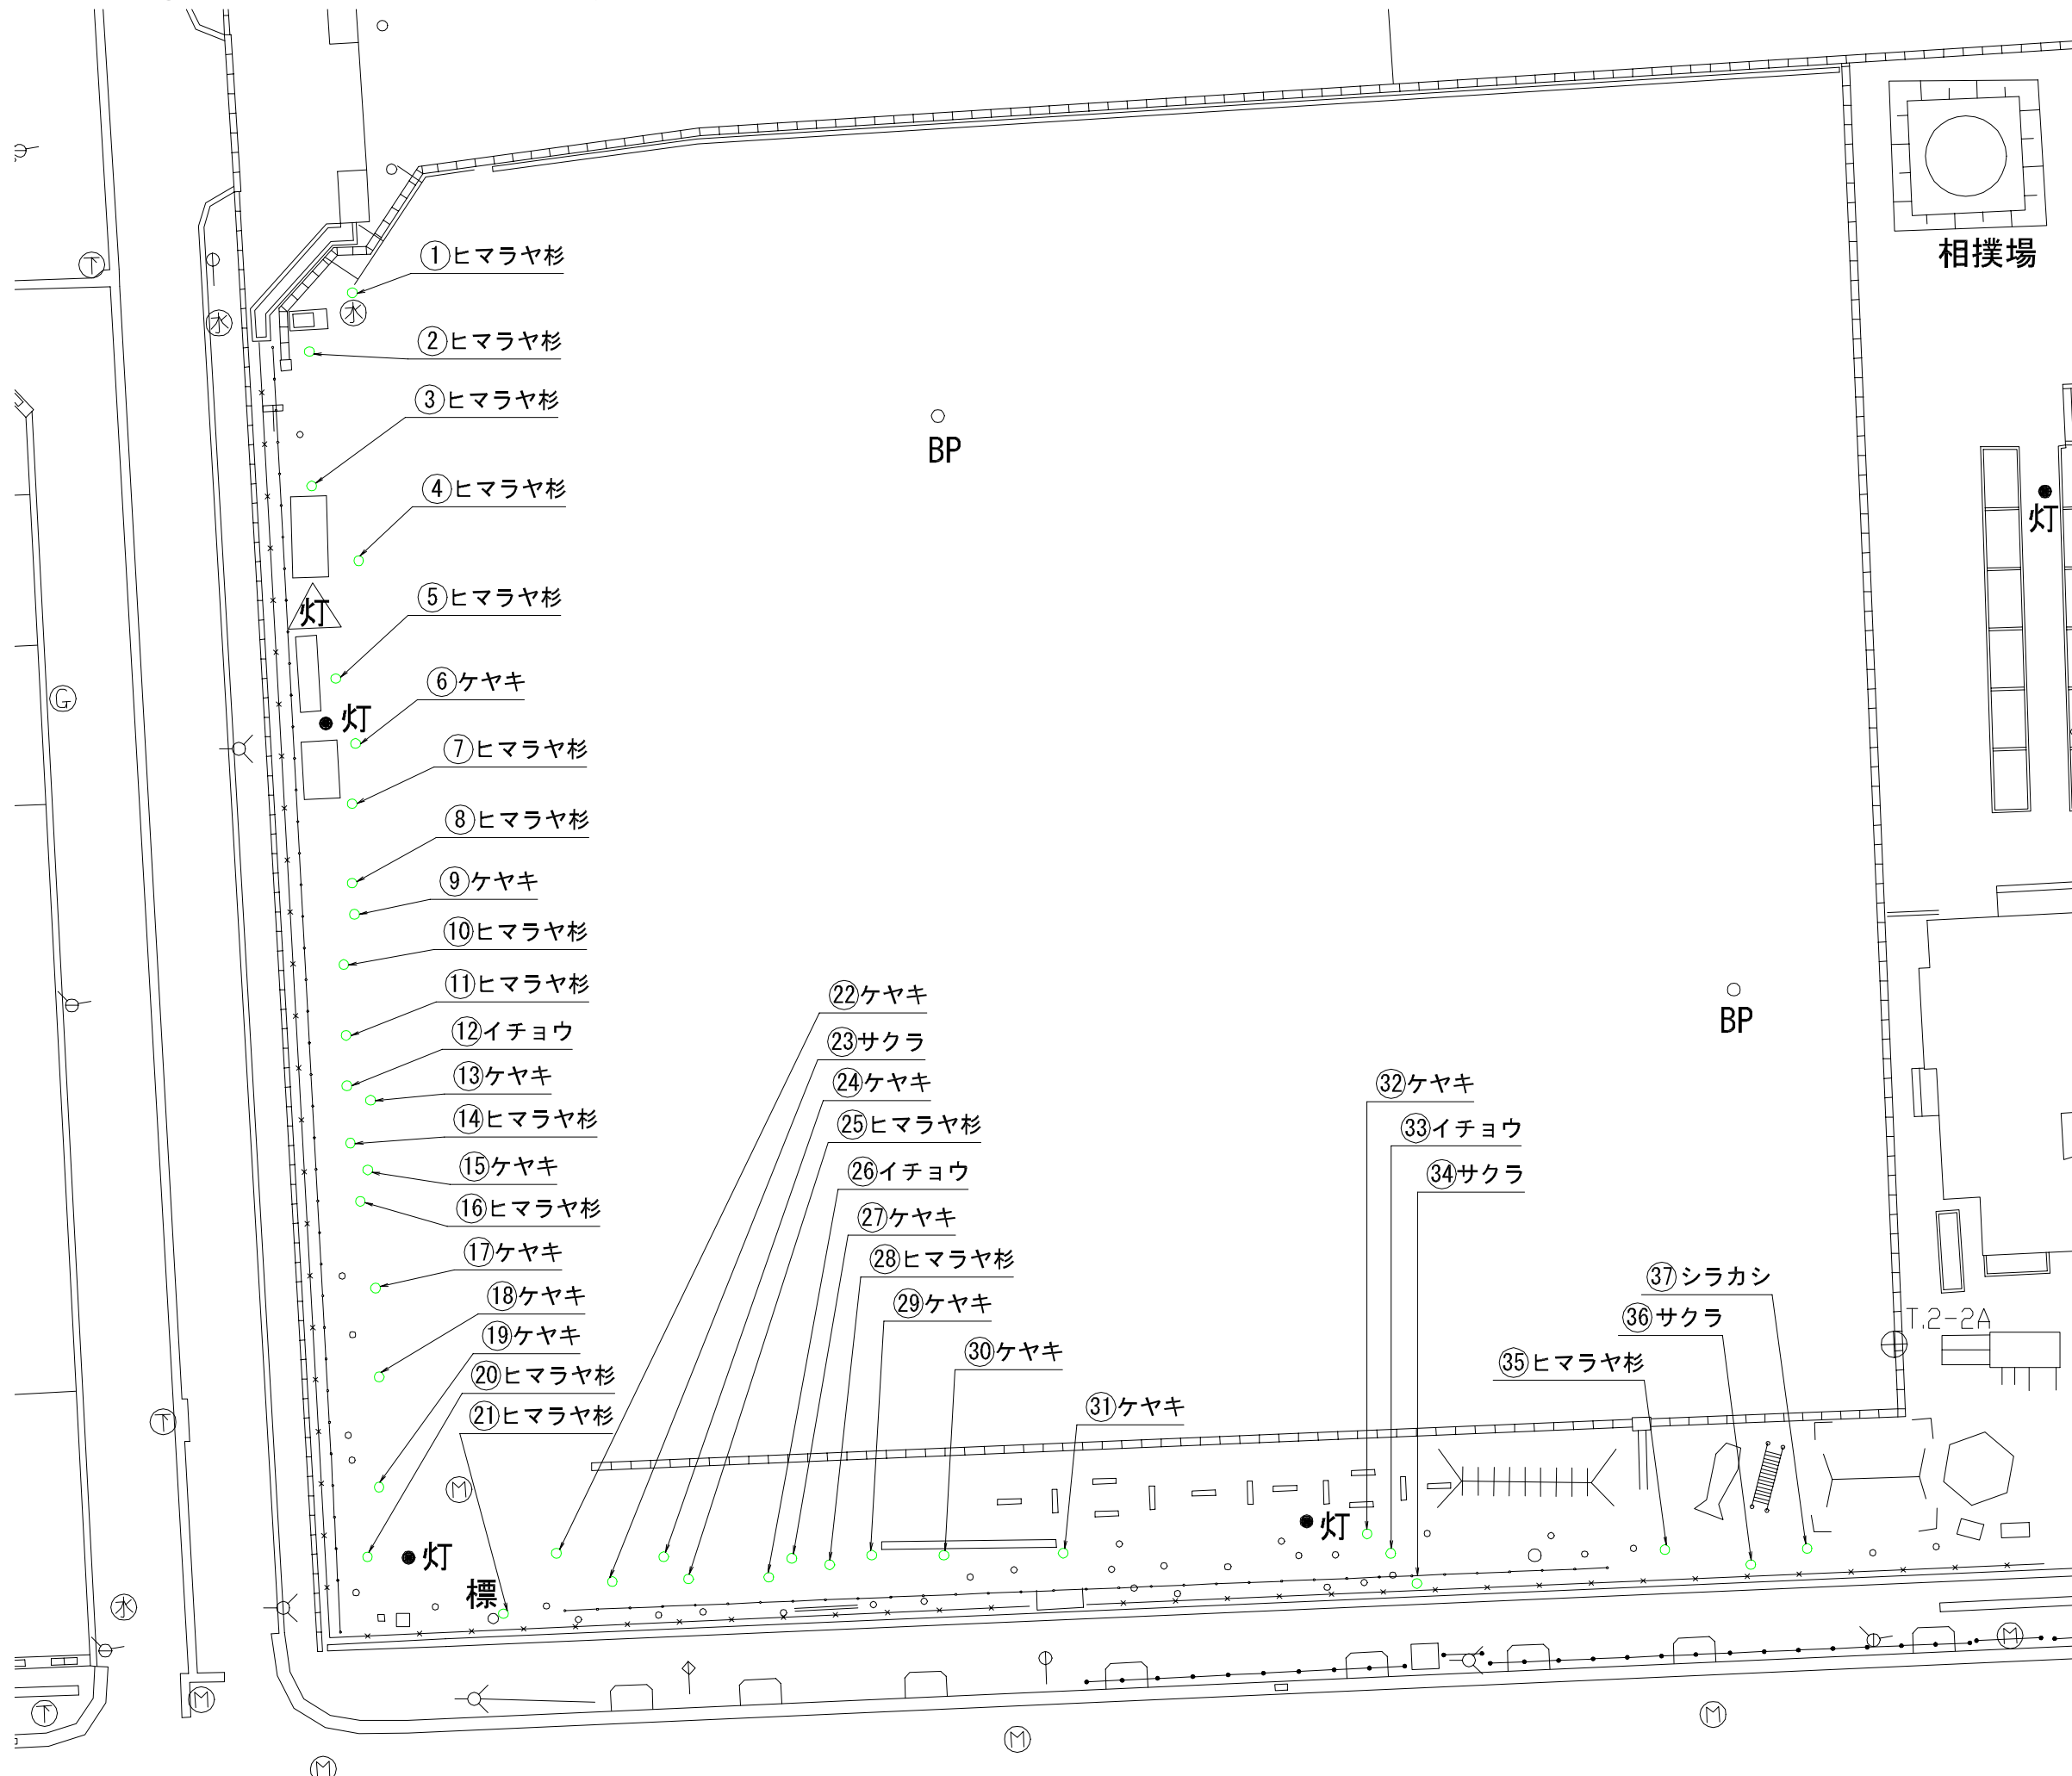 ①ヒマラヤ杉
②ヒマラヤ杉
③ヒマラヤ杉
④ヒマラヤ杉
⑤ヒマラヤ杉
⑥ケヤキ
⑦ヒマラヤ杉
⑧ヒマラヤ杉
⑨ケヤキ
⑩ヒマラヤ杉
⑪ヒマラヤ杉
⑫イチョウ
⑬ケヤキ
⑭ヒマラヤ杉
⑮ケヤキ
⑯ヒマラヤ杉
⑰ケヤキ
⑱ケヤキ
⑲ケヤキ
⑳ヒマラヤ杉
㉑ヒマラヤ杉
㉒ケヤキ
㉓サクラ
㉔ケヤキ
㉕ヒマラヤ杉
㉖イチョウ
㉗ケヤキ
㉘ヒマラヤ杉
㉙ケヤキ
㉚ケヤキ
㉛ケヤキ
㉜ケヤキ
㉝イチョウ
㉞サクラ
㉟ヒマラヤ杉
㊱サクラ
㊲シラカシ
相撲場
BP
BP
T.2-2A
灯
灯
灯
灯
灯
標
水
水
水
下
下
下
G
M
M
M
M
M
M